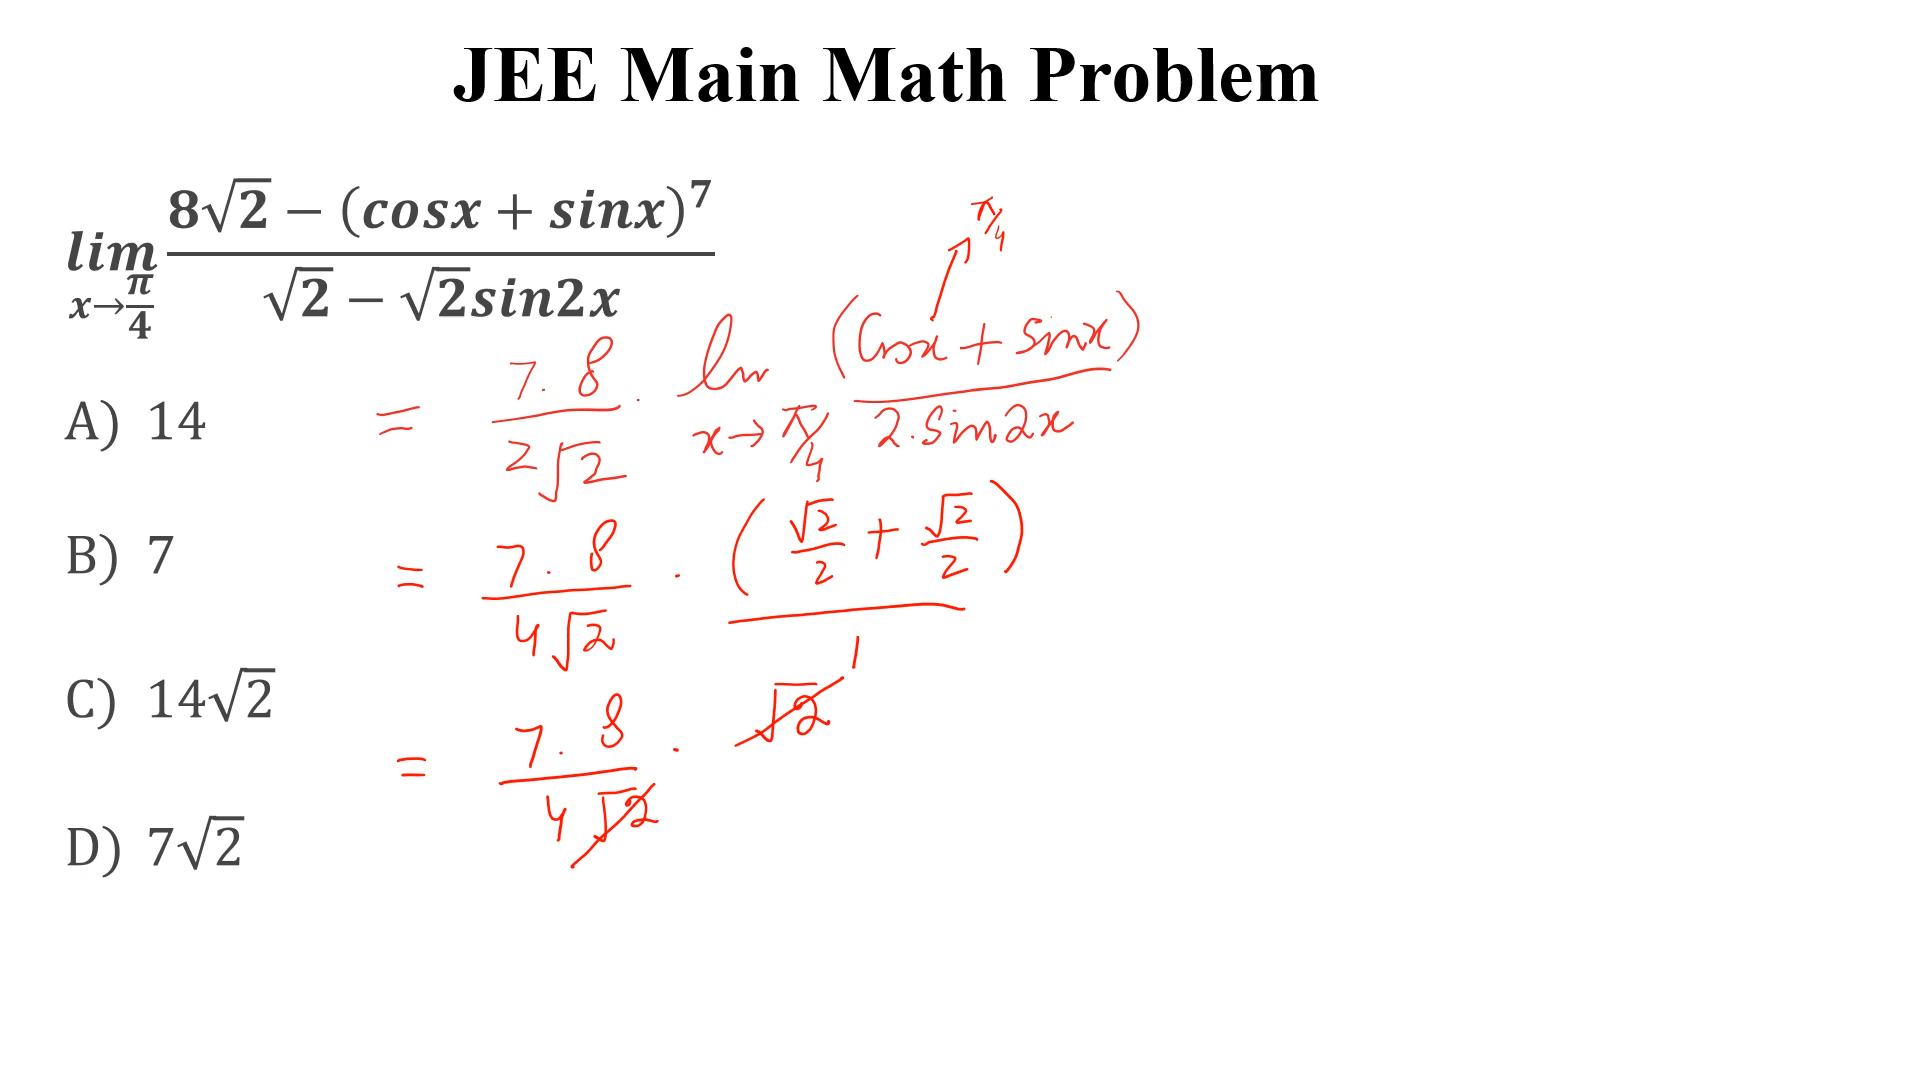 JEE Main Math Problem
lim x→π/4 (8√2 − (cosx + sinx)^7) / (√2 − √2sin2x)
π/4
= (7.8)/(2√2) . lim x→π/4 (Cosx + Sinx)/(2.Sin2x)
A) 14
= (7.8)/(4√2) . (√2/2 + √2/2)/1
B) 7
= (7.8)/(4√2) . √2
C) 14√2
D) 7√2